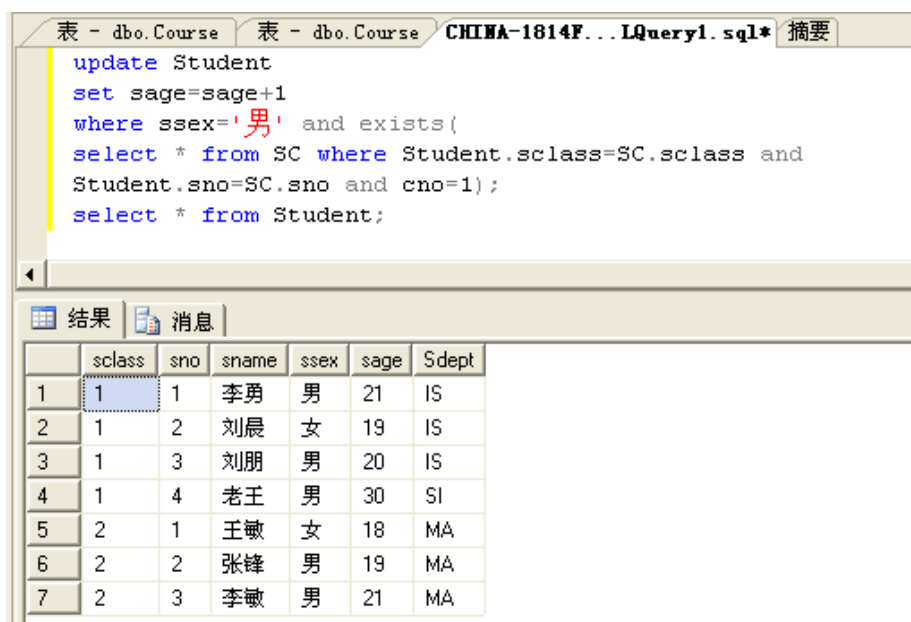 表 - dbo.Course 表 - dbo.Course CHINA-1814F...LQuery1.sql* 摘要
update Student
set sage=sage+1
where ssex='男' and exists(
select * from SC where Student.sclass=SC.sclass and
Student.sno=SC.sno and cno=1);
select * from Student;
结果 消息
sclass sno sname ssex sage Sdept
1 1 1 李勇 男 21 IS
2 1 2 刘晨 女 19 IS
3 1 3 刘朋 男 20 IS
4 1 4 老王 男 30 SI
5 2 1 王敏 女 18 MA
6 2 2 张锋 男 19 MA
7 2 3 李敏 男 21 MA